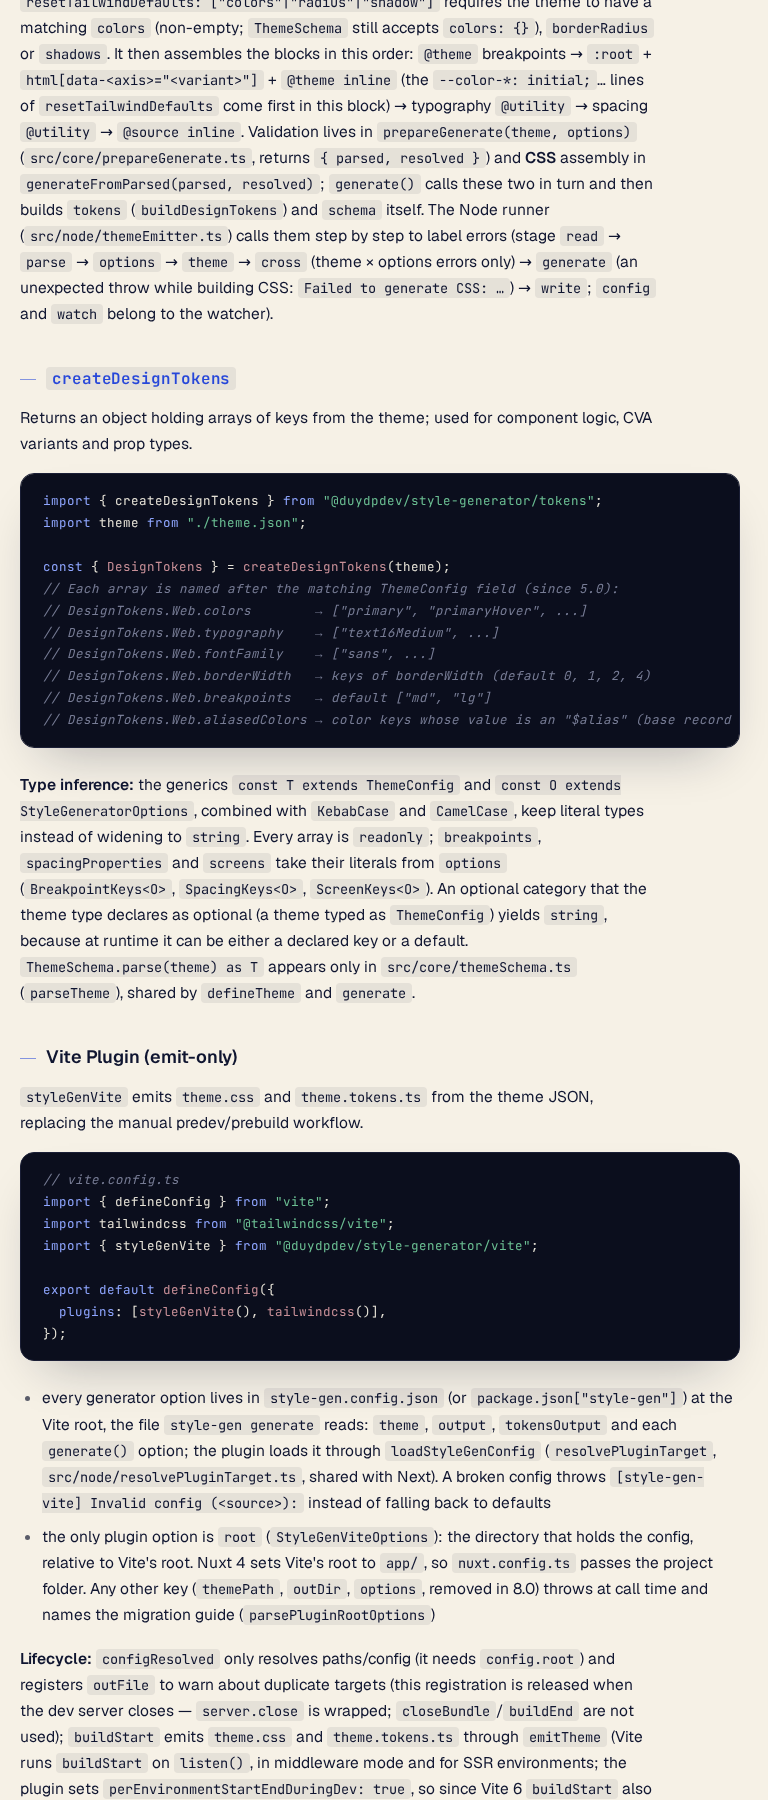 resetTailwindDefaults: ["colors"|"radius"|"shadow"] requires the theme to have a
matching colors (non-empty; ThemeSchema still accepts colors: {} ), borderRadius
or shadows . It then assembles the blocks in this order: @theme breakpoints → :root +
html[data-<axis>="<variant>"] + @theme inline (the --color-*: initial; … lines
of resetTailwindDefaults come first in this block) → typography @utility → spacing
@utility → @source inline . Validation lives in prepareGenerate(theme, options)
( src/core/prepareGenerate.ts , returns { parsed, resolved } ) and CSS assembly in
generateFromParsed(parsed, resolved) ; generate() calls these two in turn and then
builds tokens ( buildDesignTokens ) and schema itself. The Node runner
( src/node/themeEmitter.ts ) calls them step by step to label errors (stage read →
parse → options → theme → cross (theme × options errors only) → generate (an
unexpected throw while building CSS: Failed to generate CSS: … ) → write ; config
and watch belong to the watcher).
— createDesignTokens
Returns an object holding arrays of keys from the theme; used for component logic, CVA
variants and prop types.
import { createDesignTokens } from "@duydpdev/style-generator/tokens";
import theme from "./theme.json";
const { DesignTokens } = createDesignTokens(theme);
// Each array is named after the matching ThemeConfig field (since 5.0):
// DesignTokens.Web.colors → ["primary", "primaryHover", ...]
// DesignTokens.Web.typography → ["text16Medium", ...]
// DesignTokens.Web.fontFamily → ["sans", ...]
// DesignTokens.Web.borderWidth → keys of borderWidth (default 0, 1, 2, 4)
// DesignTokens.Web.breakpoints → default ["md", "lg"]
// DesignTokens.Web.aliasedColors → color keys whose value is an "$alias" (base record
Type inference: the generics const T extends ThemeConfig and const O extends
StyleGeneratorOptions , combined with KebabCase and CamelCase , keep literal types
instead of widening to string . Every array is readonly ; breakpoints ,
spacingProperties and screens take their literals from options
( BreakpointKeys<O> , SpacingKeys<O> , ScreenKeys<O> ). An optional category that the
theme type declares as optional (a theme typed as ThemeConfig ) yields string ,
because at runtime it can be either a declared key or a default.
ThemeSchema.parse(theme) as T appears only in src/core/themeSchema.ts
( parseTheme ), shared by defineTheme and generate .
— Vite Plugin (emit-only)
styleGenVite emits theme.css and theme.tokens.ts from the theme JSON,
replacing the manual predev/prebuild workflow.
// vite.config.ts
import { defineConfig } from "vite";
import tailwindcss from "@tailwindcss/vite";
import { styleGenVite } from "@duydpdev/style-generator/vite";
export default defineConfig({
plugins: [styleGenVite(), tailwindcss()],
});
• every generator option lives in style-gen.config.json (or package.json["style-gen"] ) at the
Vite root, the file style-gen generate reads: theme , output , tokensOutput and each
generate() option; the plugin loads it through loadStyleGenConfig ( resolvePluginTarget ,
src/node/resolvePluginTarget.ts , shared with Next). A broken config throws [style-gen-
vite] Invalid config (<source>): instead of falling back to defaults
• the only plugin option is root ( StyleGenViteOptions ): the directory that holds the config,
relative to Vite's root. Nuxt 4 sets Vite's root to app/ , so nuxt.config.ts passes the project
folder. Any other key ( themePath , outDir , options , removed in 8.0) throws at call time and
names the migration guide ( parsePluginRootOptions )
Lifecycle: configResolved only resolves paths/config (it needs config.root ) and
registers outFile to warn about duplicate targets (this registration is released when
the dev server closes — server.close is wrapped; closeBundle / buildEnd are not
used); buildStart emits theme.css and theme.tokens.ts through emitTheme (Vite
runs buildStart on listen() , in middleware mode and for SSR environments; the
plugin sets perEnvironmentStartEndDuringDev: true , so since Vite 6 buildStart also